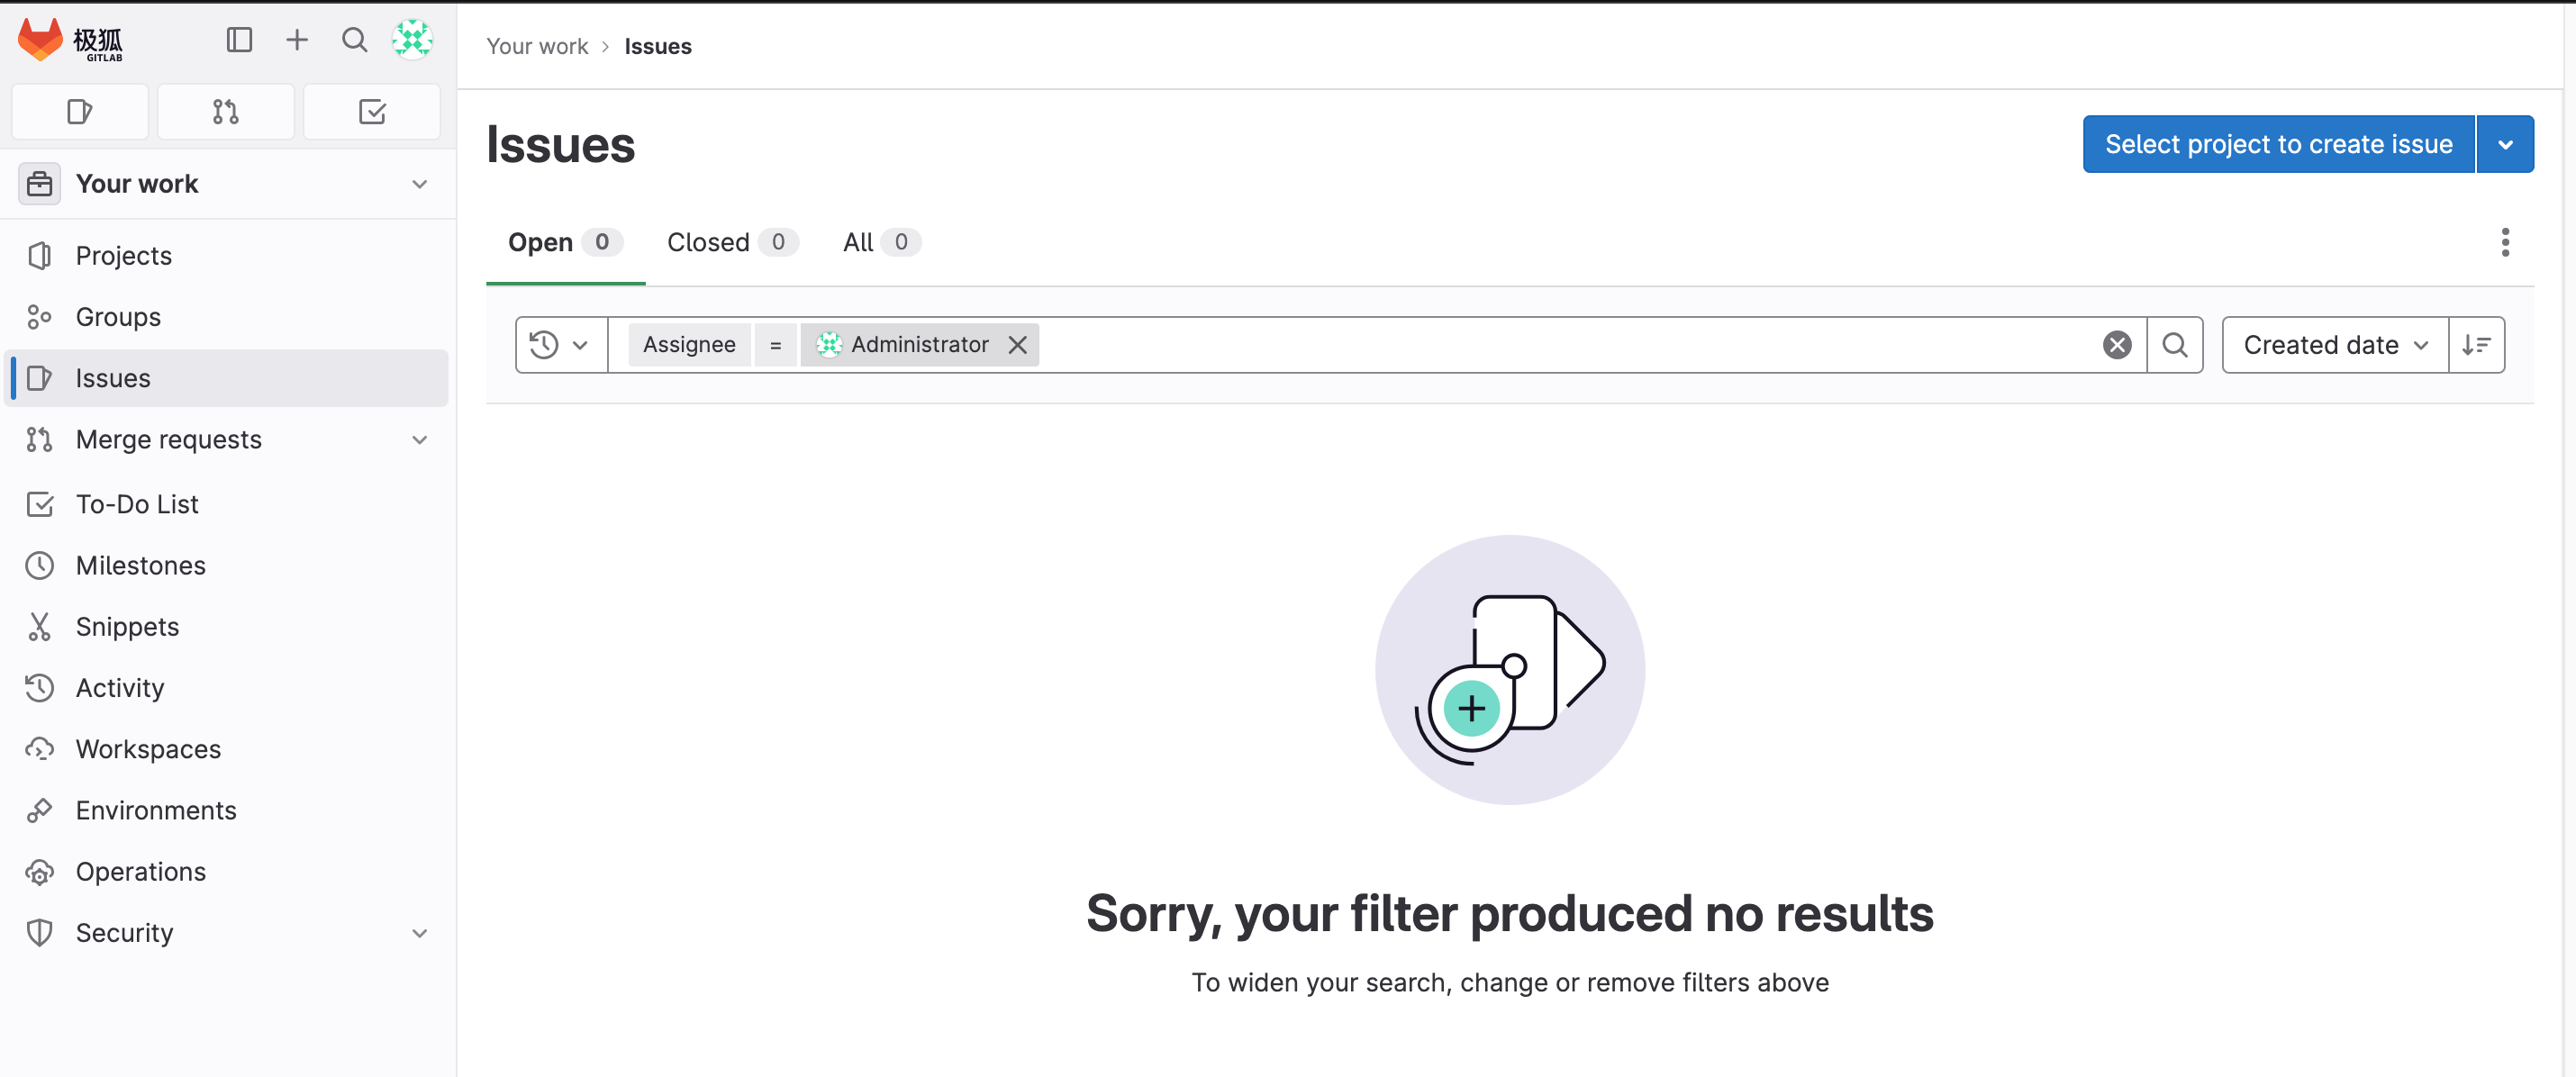 极狐
GITLAB
Your work
Projects
Groups
Issues
Merge requests
To-Do List
Milestones
Snippets
Activity
Workspaces
Environments
Operations
Security
Your work › Issues
Issues
Select project to create issue
Open 0 Closed 0 All 0
Assignee = Administrator Created date
Sorry, your filter produced no results
To widen your search, change or remove filters above